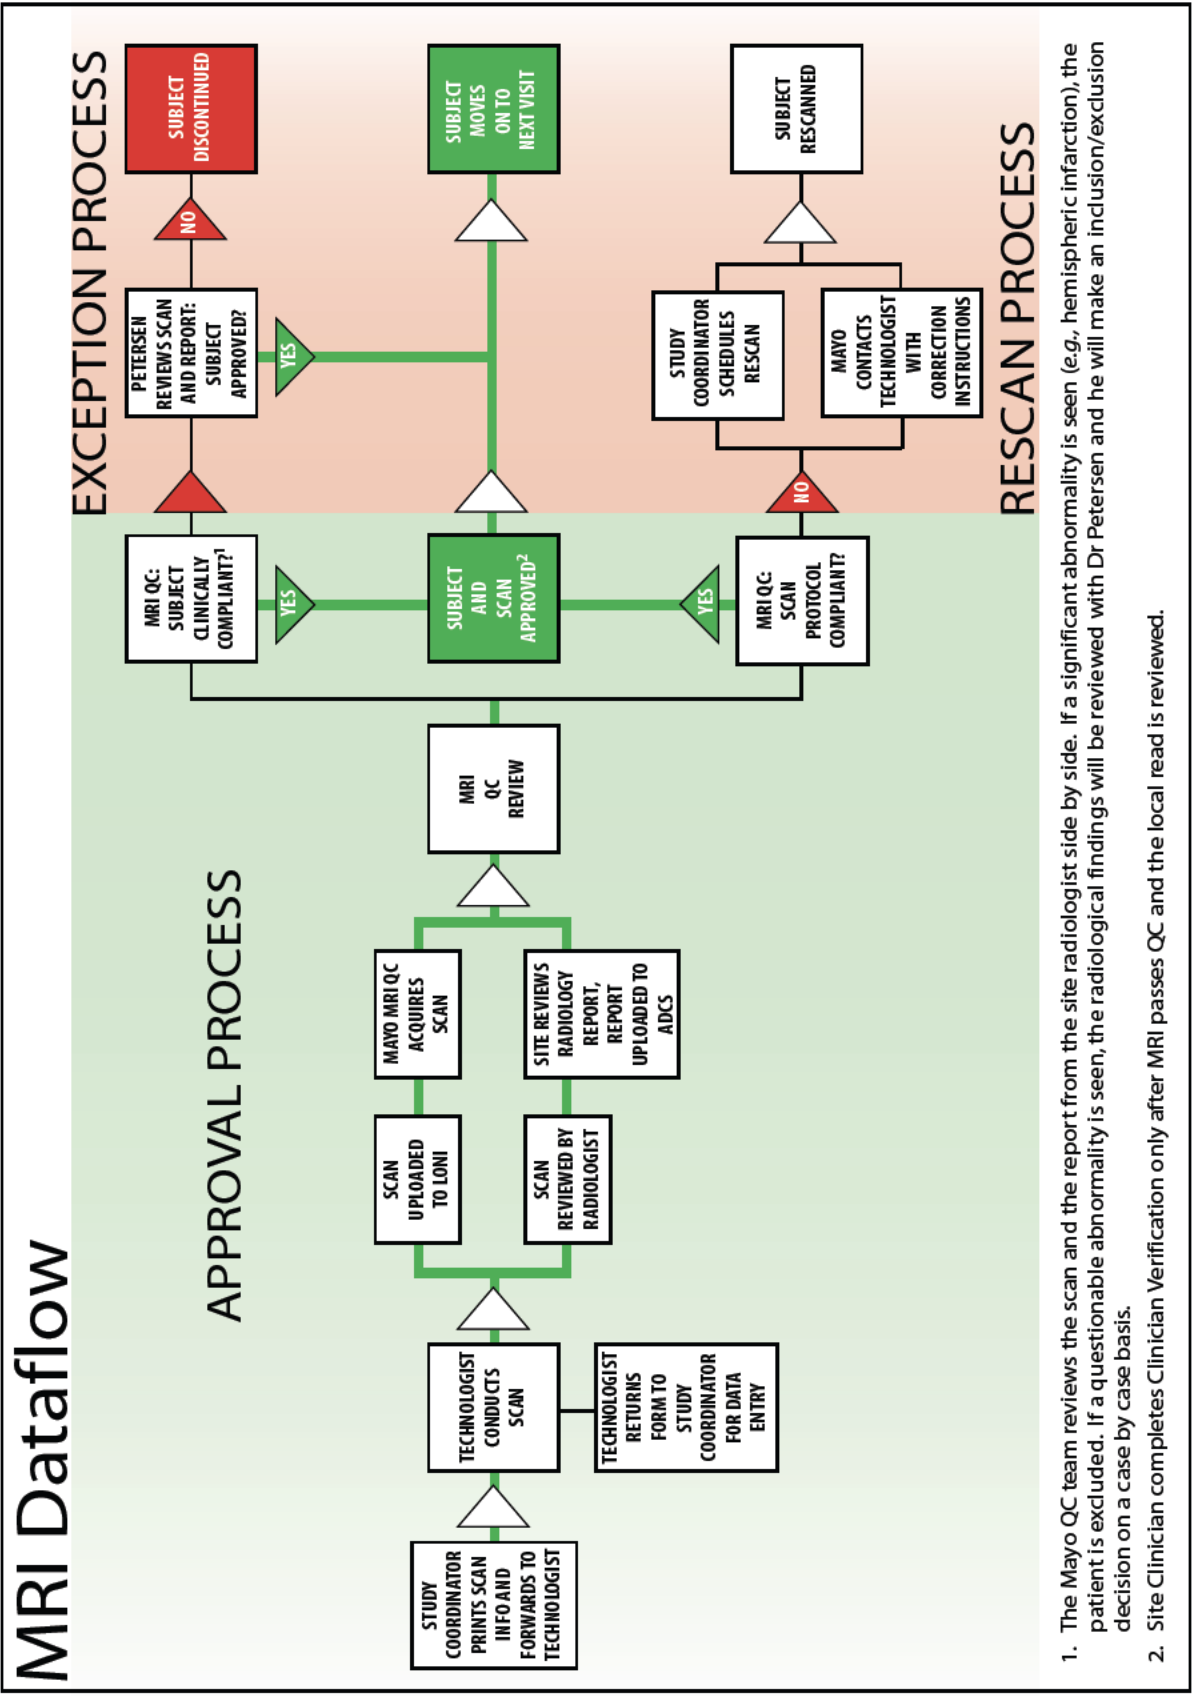 MRI Dataflow
APPROVAL PROCESS
EXCEPTION PROCESS
RESCAN PROCESS
STUDY
COORDINATOR
PRINTS SCAN
INFO AND
FORWARDS TO
TECHNOLOGIST
TECHNOLOGIST
CONDUCTS
SCAN
TECHNOLOGIST
RETURNS
FORM TO
STUDY
COORDINATOR
FOR DATA
ENTRY
SCAN
UPLOADED
TO LONI
MAYO MRI QC
ACQUIRES
SCAN
SCAN
REVIEWED BY
RADIOLOGIST
SITE REVIEWS
RADIOLOGY
REPORT,
REPORT
UPLOADED TO
ADCS
MRI
QC
REVIEW
MRI QC:
SUBJECT
CLINICALLY
COMPLIANT?1
YES
SUBJECT
AND
SCAN
APPROVED2
YES
MRI QC:
SCAN
PROTOCOL
COMPLIANT?
PETERSEN
REVIEWS SCAN
AND REPORT:
SUBJECT
APPROVED?
YES
NO
SUBJECT
DISCONTINUED
SUBJECT
MOVES
ON TO
NEXT VISIT
NO
STUDY
COORDINATOR
SCHEDULES
RESCAN
MAYO
CONTACTS
TECHNOLOGIST
WITH
CORRECTION
INSTRUCTIONS
SUBJECT
RESCANNED
1. The Mayo QC team reviews the scan and the report from the site radiologist side by side. If a significant abnormality is seen (e.g., hemispheric infarction), the
patient is excluded. If a questionable abnormality is seen, the radiological findings will be reviewed with Dr Petersen and he will make an inclusion/exclusion
decision on a case by case basis.
2. Site Clinician completes Clinician Verification only after MRI passes QC and the local read is reviewed.